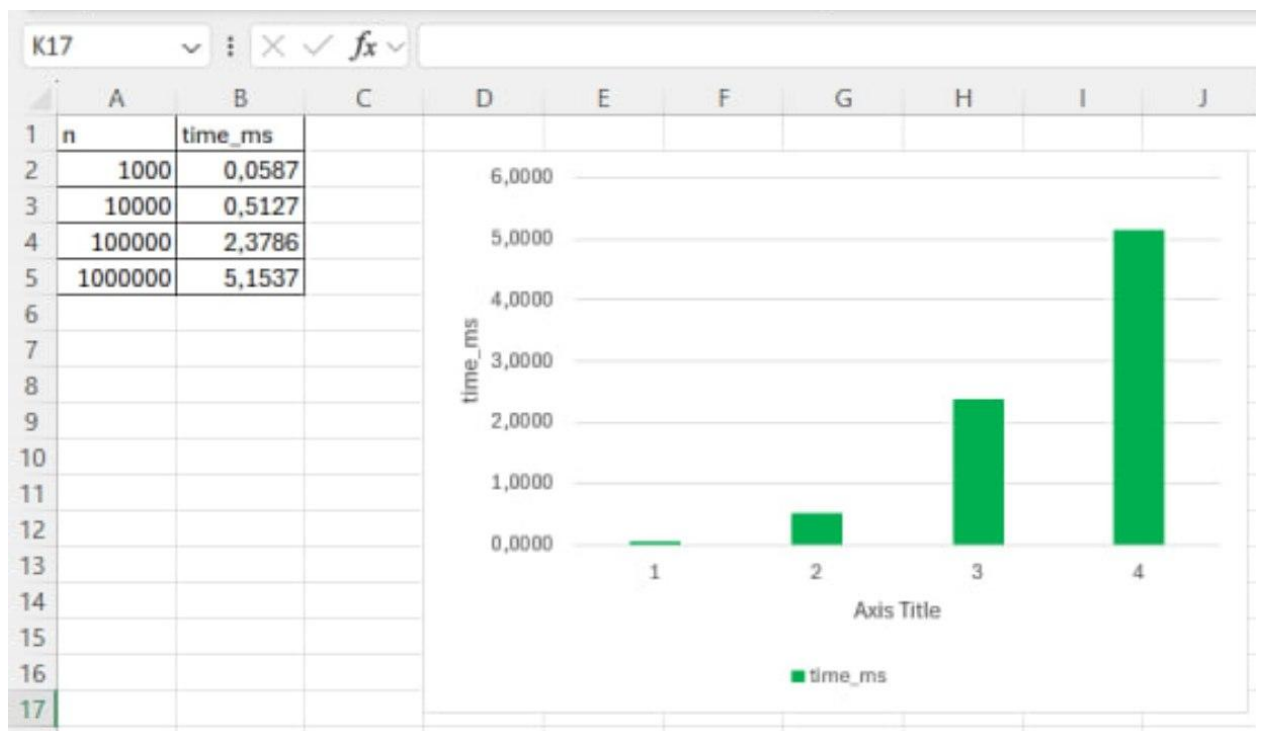 K17 fx
A B C D E F G H I J
1 n time_ms
2 1000 0,0587
3 10000 0,5127
4 100000 2,3786
5 1000000 5,1537
6
7
8
9
10
11
12
13
14
15
16
17
6,0000
5,0000
4,0000
3,0000
2,0000
1,0000
0,0000
time_ms
1 2 3 4
Axis Title
time_ms